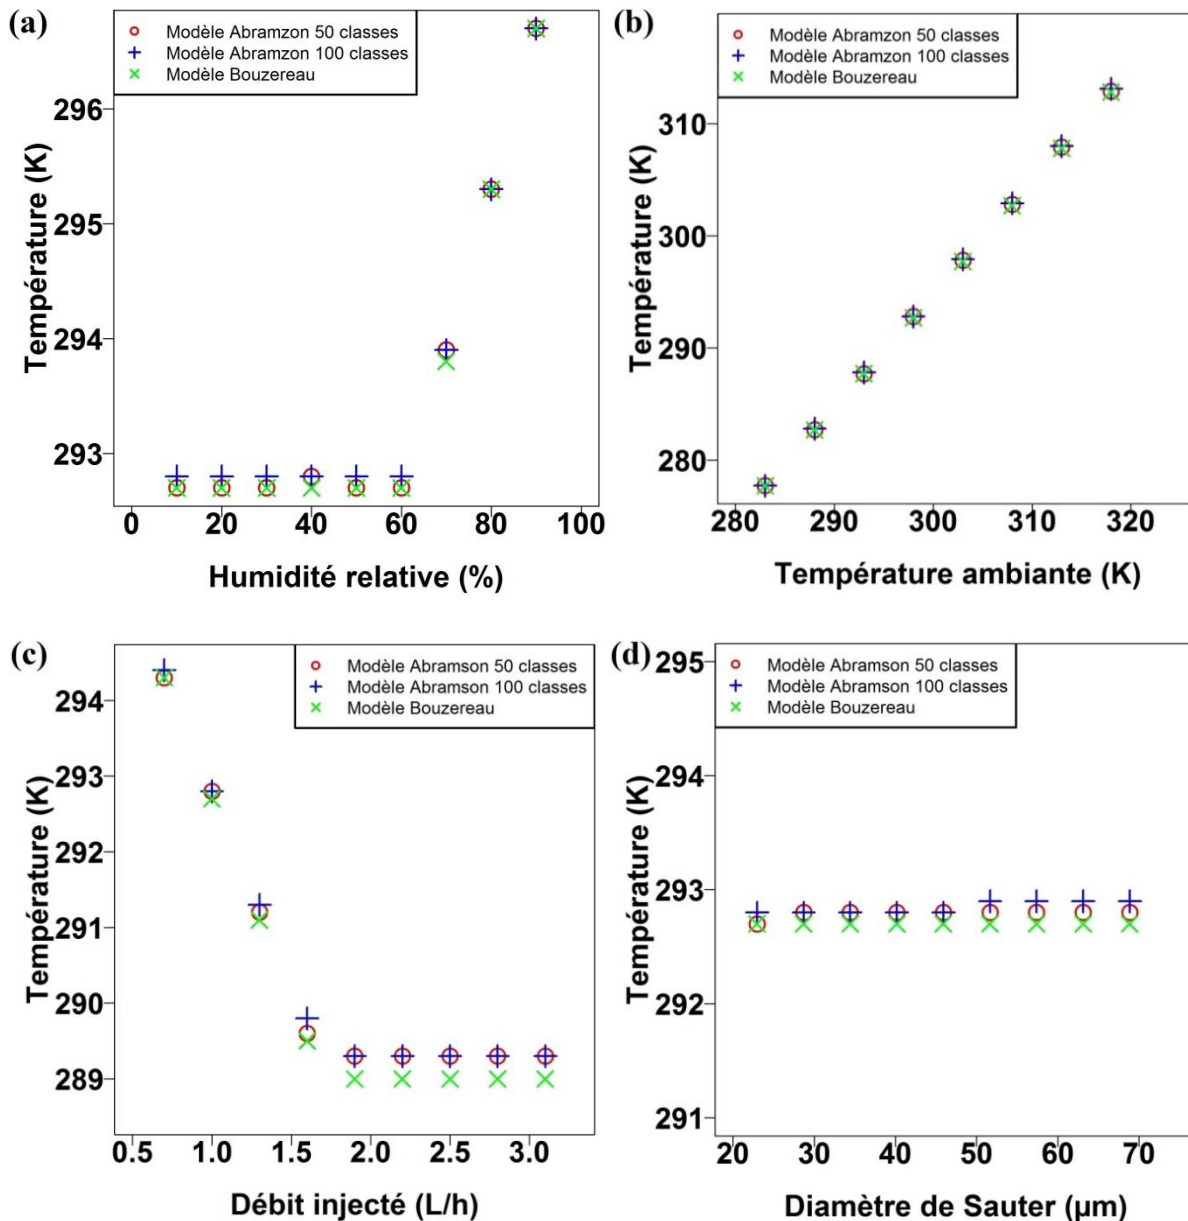 (a)
Modèle Abramzon 50 classes
Modèle Abramzon 100 classes
Modèle Bouzereau
Température (K)
296
295
294
293
0 20 40 60 80 100
Humidité relative (%)
(b)
Modèle Abramzon 50 classes
Modèle Abramzon 100 classes
Modèle Bouzereau
Température (K)
310
300
290
280
280 290 300 310 320
Température ambiante (K)
(c)
Modèle Abramson 50 classes
Modèle Abramson 100 classes
Modèle Bouzereau
Température (K)
294
293
292
291
290
289
0.5 1.0 1.5 2.0 2.5 3.0
Débit injecté (L/h)
(d)
Modèle Abramson 50 classes
Modèle Abramson 100 classes
Modèle Bouzereau
Température (K)
295
294
293
292
291
20 30 40 50 60 70
Diamètre de Sauter (µm)